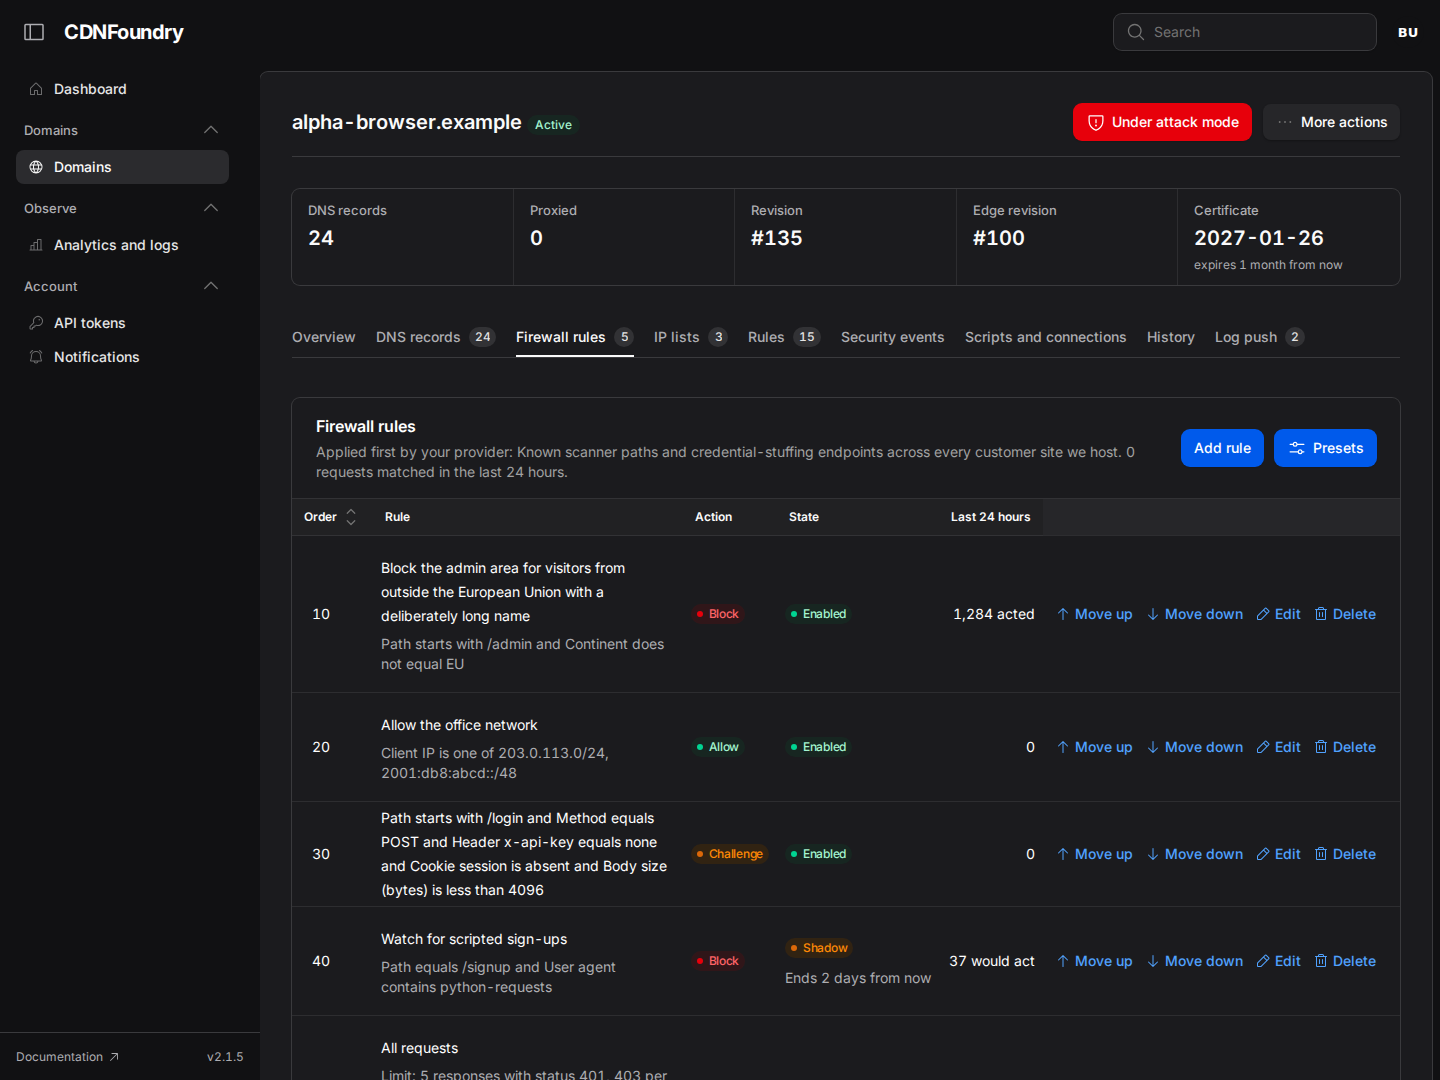 CDNFoundry
Search
BU
Dashboard
Domains
Domains
Observe
Analytics and logs
Account
API tokens
Notifications
Documentation
v2.1.5
alpha-browser.example
Active
Under attack mode
More actions
DNS records
24
Proxied
0
Revision
#135
Edge revision
#100
Certificate
2027-01-26
expires 1 month from now
Overview
DNS records 24
Firewall rules 5
IP lists 3
Rules 15
Security events
Scripts and connections
History
Log push 2
Firewall rules
Applied first by your provider: Known scanner paths and credential-stuffing endpoints across every customer site we host. 0
requests matched in the last 24 hours.
Add rule
Presets
Order Rule Action State Last 24 hours
Block the admin area for visitors from
outside the European Union with a
deliberately long name
Path starts with /admin and Continent does
not equal EU
10 Block Enabled 1,284 acted Move up Move down Edit Delete
Allow the office network
Client IP is one of 203.0.113.0/24,
2001:db8:abcd::/48
20 Allow Enabled 0 Move up Move down Edit Delete
Path starts with /login and Method equals
POST and Header x-api-key equals none
and Cookie session is absent and Body size
(bytes) is less than 4096
30 Challenge Enabled 0 Move up Move down Edit Delete
Watch for scripted sign-ups
Path equals /signup and User agent
contains python-requests
40 Block Shadow
Ends 2 days from now
37 would act Move up Move down Edit Delete
All requests
Limit: 5 responses with status 401, 403 per